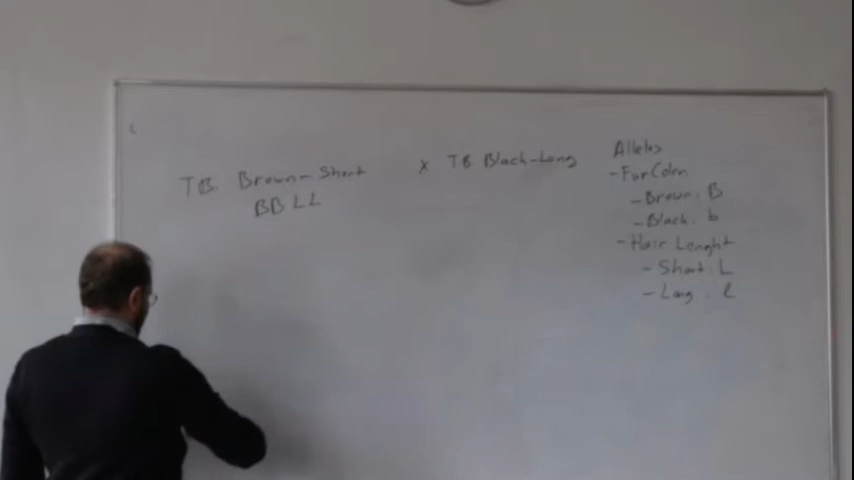 TB. Brown-Short x TB Black-Long
BB LL
Alleles
- Fur Color
- Brown: B
- Black: b
- Hair Lenght
- Short: L
- Long: l